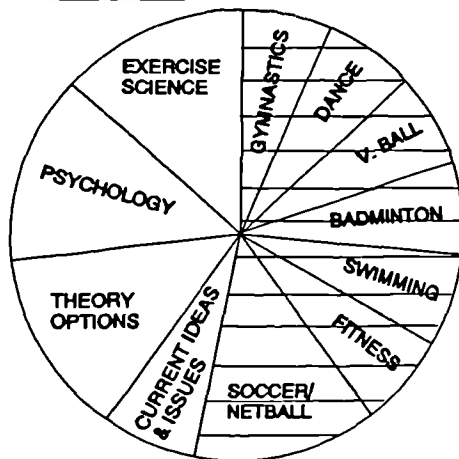 EXERCISE
SCIENCE
GYMNASTICS
DANCE
V. BALL
BADMINTON
SWIMMING
FITNESS
SOCCER/
NETBALL
CURRENT IDEAS
& ISSUES
THEORY
OPTIONS
PSYCHOLOGY